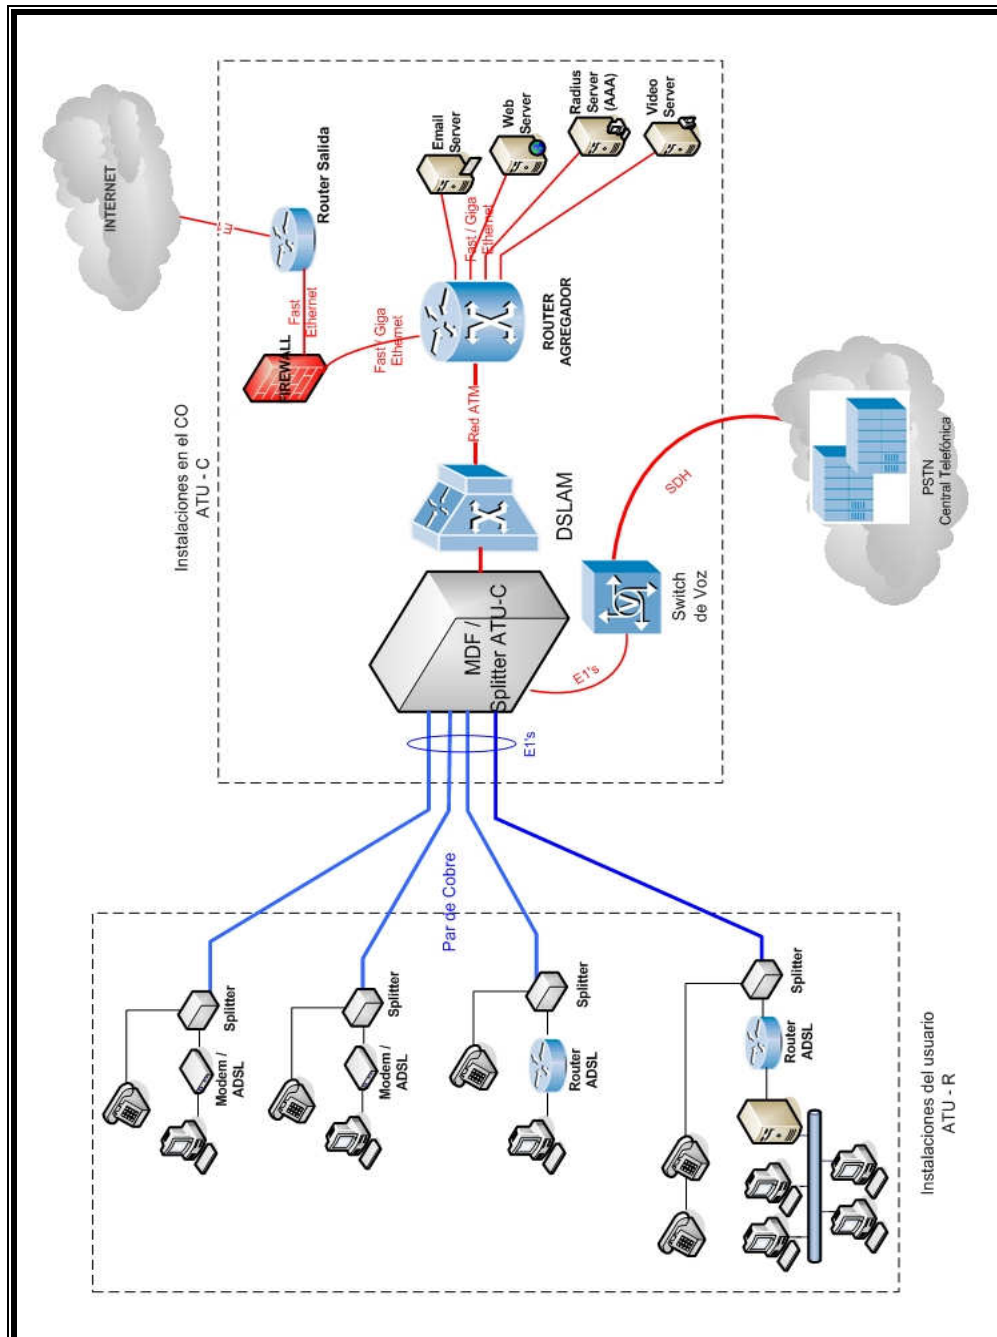 INTERNET
Router Salida
Fast
Ethernet
FIREWALL
Fast / Giga
Ethernet
Email
Server
Web
Server
Radius
Server
(AAA)
Video
Server
Fast / Giga
Ethernet
ROUTER
AGREGADOR
Instalaciones en el CO
ATU - C
Red ATM
DSLAM
MDF /
Splitter ATU-C
E1's
Switch
de Voz
SDH
PSTN
Central Telefónica
E1's
Par de Cobre
Splitter
Modem /
ADSL
Splitter
Modem /
ADSL
Splitter
Router
ADSL
Splitter
Router
ADSL
Instalaciones del usuario
ATU - R